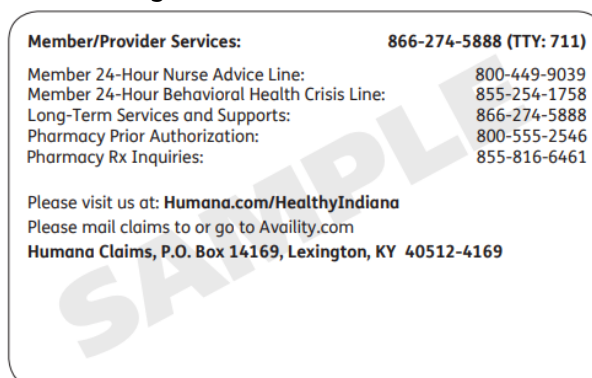 Member/Provider Services: 866-274-5888 (TTY: 711)
Member 24-Hour Nurse Advice Line: 800-449-9039
Member 24-Hour Behavioral Health Crisis Line: 855-254-1758
Long-Term Services and Supports: 866-274-5888
Pharmacy Prior Authorization: 800-555-2546
Pharmacy Rx Inquiries: 855-816-6461
Please visit us at: Humana.com/HealthyIndiana
Please mail claims to or go to Availity.com
Humana Claims, P.O. Box 14169, Lexington, KY 40512-4169
SAMPLE